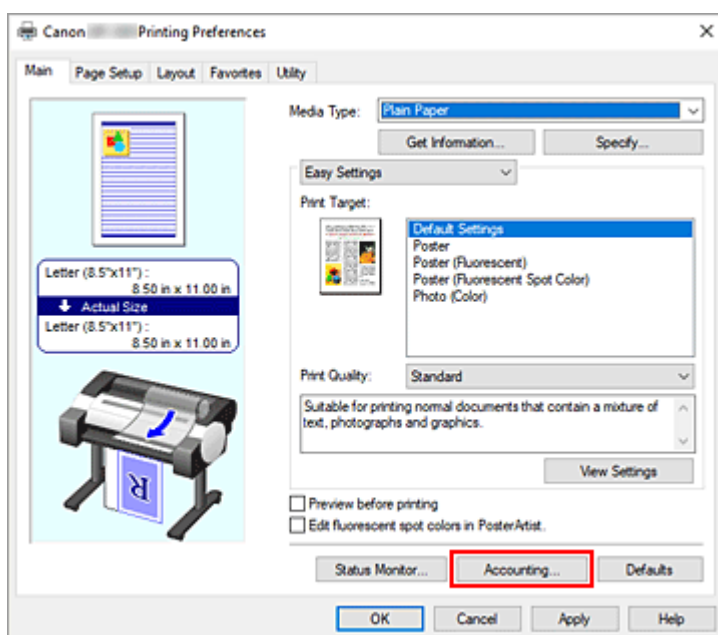 Canon Printing Preferences
Main Page Setup Layout Favorites Utility
Media Type: Plain Paper
Get Information... Specify...
Easy Settings
Print Target:
Default Settings
Poster
Poster (Fluorescent)
Poster (Fluorescent Spot Color)
Photo (Color)
Letter (8.5"x11") :
8.50 in x 11.00 in
Actual Size
Letter (8.5"x11") :
8.50 in x 11.00 in
Print Quality: Standard
Suitable for printing normal documents that contain a mixture of
text, photographs and graphics.
View Settings
R
Preview before printing
Edit fluorescent spot colors in PosterArtist.
Status Monitor... Accounting... Defaults
OK Cancel Apply Help